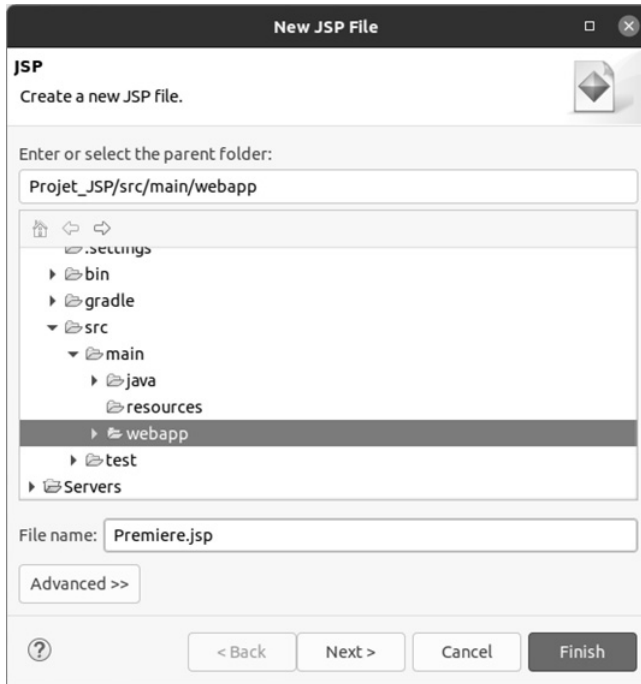 New JSP File
JSP
Create a new JSP file.
Enter or select the parent folder:
Projet_JSP/src/main/webapp
.settings
bin
gradle
src
main
java
resources
webapp
test
Servers
File name: Premiere.jsp
Advanced >>
? < Back Next > Cancel Finish